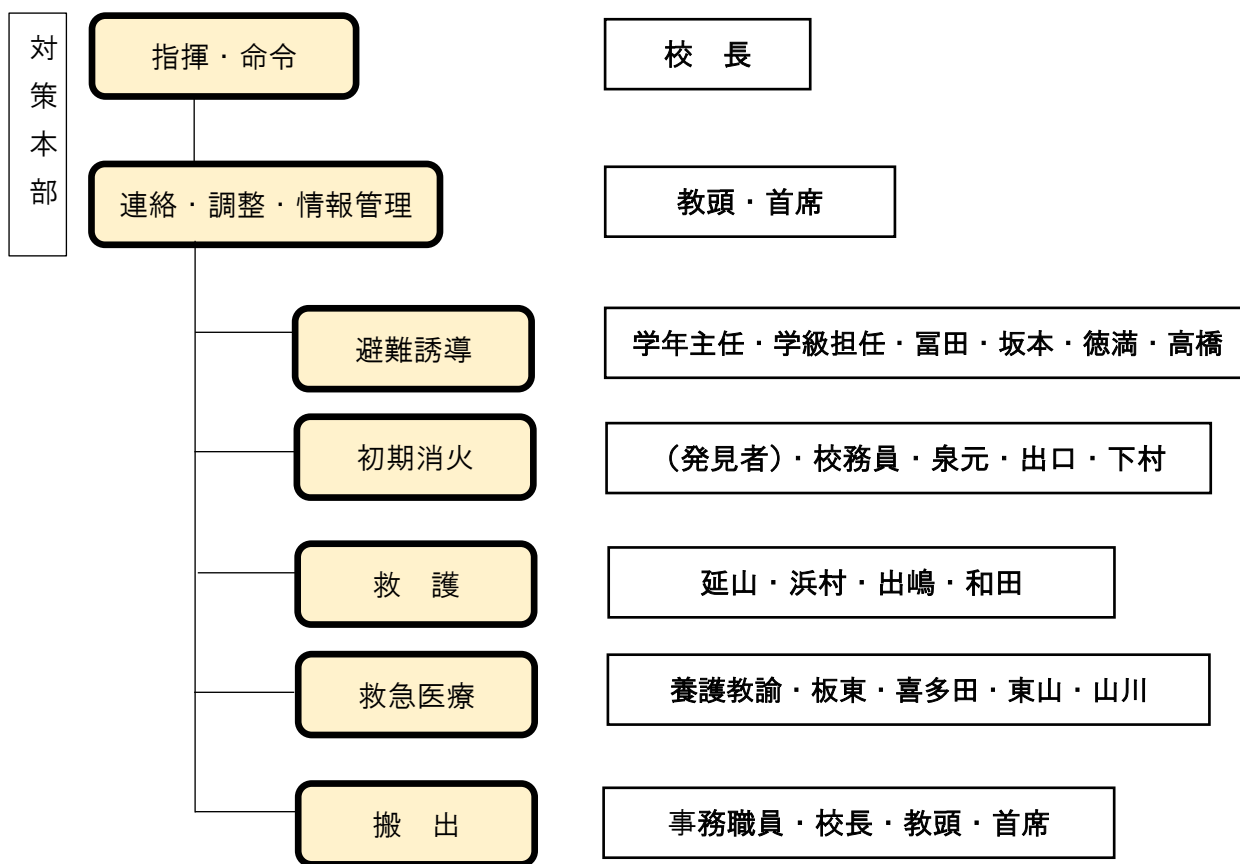 対策本部
指揮・命令
校　長
連絡・調整・情報管理
教頭・首席
避難誘導
学年主任・学級担任・冨田・坂本・徳満・高橋
初期消火
（発見者）・校務員・泉元・出口・下村
救　護
延山・浜村・出嶋・和田
救急医療
養護教諭・板東・喜多田・東山・山川
搬　出
事務職員・校長・教頭・首席